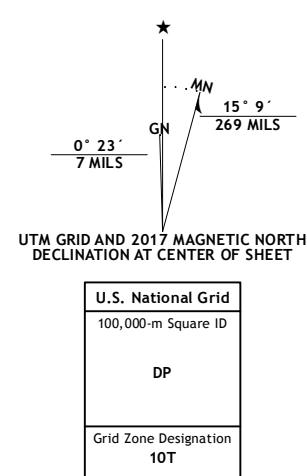 ★
MN
GN
15° 9´
269 MILS
0° 23´
7 MILS
UTM GRID AND 2017 MAGNETIC NORTH
DECLINATION AT CENTER OF SHEET
U.S. National Grid
100,000-m Square ID
DP
Grid Zone Designation
10T